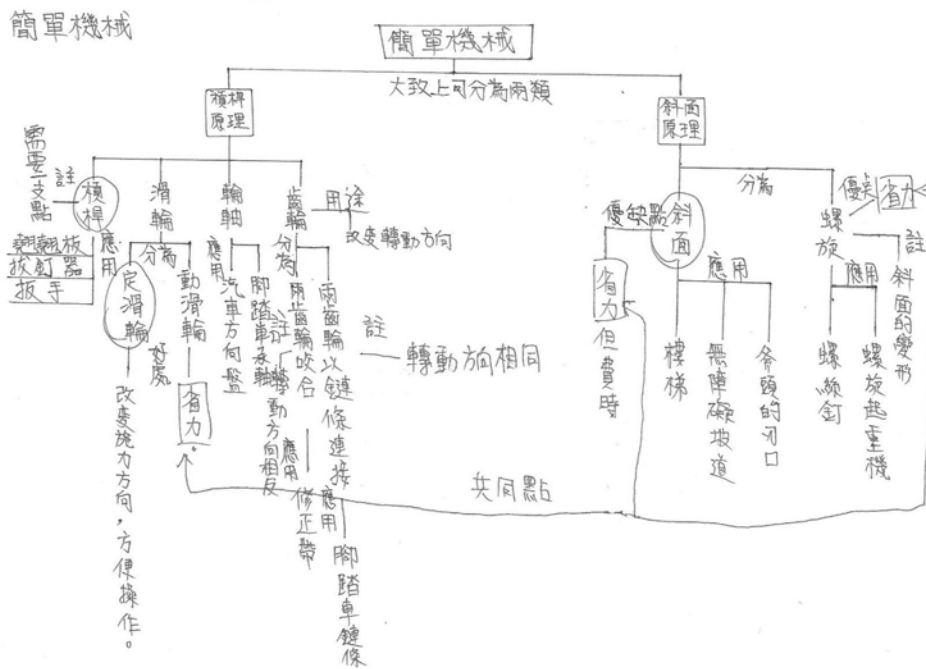 簡單機械
簡單機械
大致上可分為兩類
槓桿
原理
斜面
原理
需要一支點
註
槓桿
應用
翹翹板
拔釘器
扳手
滑輪
分為
定滑輪
好處
改變施力方向，方便操作。
動滑輪
省力。
輪軸
應用
汽車方向盤
腳踏車後軸
齒輪
用途
改變轉動方向
分為
兩齒輪咬合
註
轉動方向相反
應用
修正帶
兩齒輪以鏈條連接
註
轉動方向相同
應用
腳踏車鏈條
分為
斜面
優缺點
省力
但費時
應用
樓梯
無障礙坡道
斧頭的刃口
螺旋
優点
省力
註
斜面的變形
應用
螺絲釘
螺旋起重機
共同點